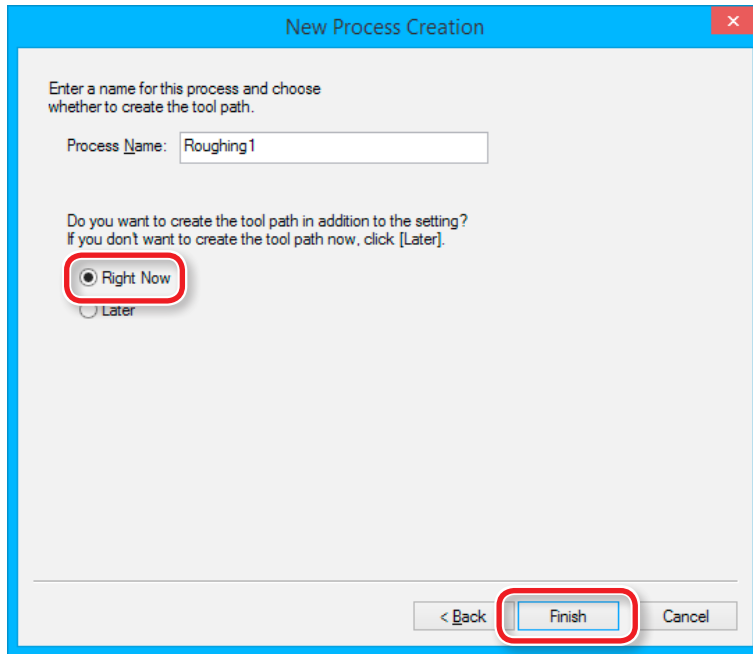 New Process Creation
Enter a name for this process and choose
whether to create the tool path.
Process Name: Roughing1
Do you want to create the tool path in addition to the setting?
If you don't want to create the tool path now, click [Later].
Right Now
Later
< Back Finish Cancel